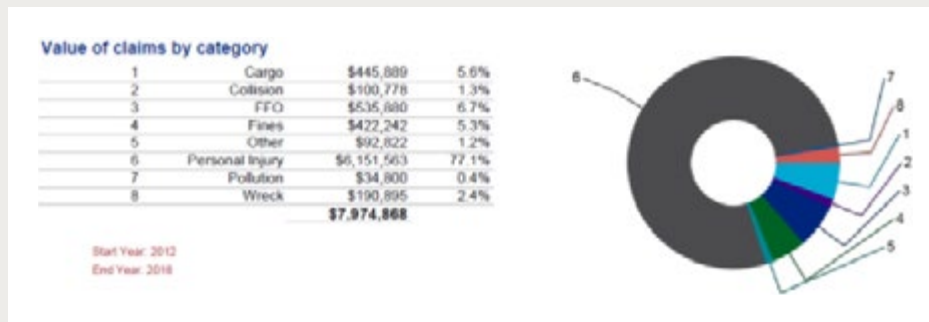 Value of claims by category
1 Cargo $445,889 5.6%
2 Collision $100,778 1.3%
3 FFO $535,880 6.7%
4 Fines $422,242 5.3%
5 Other $92,822 1.2%
6 Personal Injury $6,151,563 77.1%
7 Pollution $34,800 0.4%
8 Wreck $190,895 2.4%
$7,974,868
Start Year: 2012
End Year: 2018
6
7
8
1
2
3
4
5